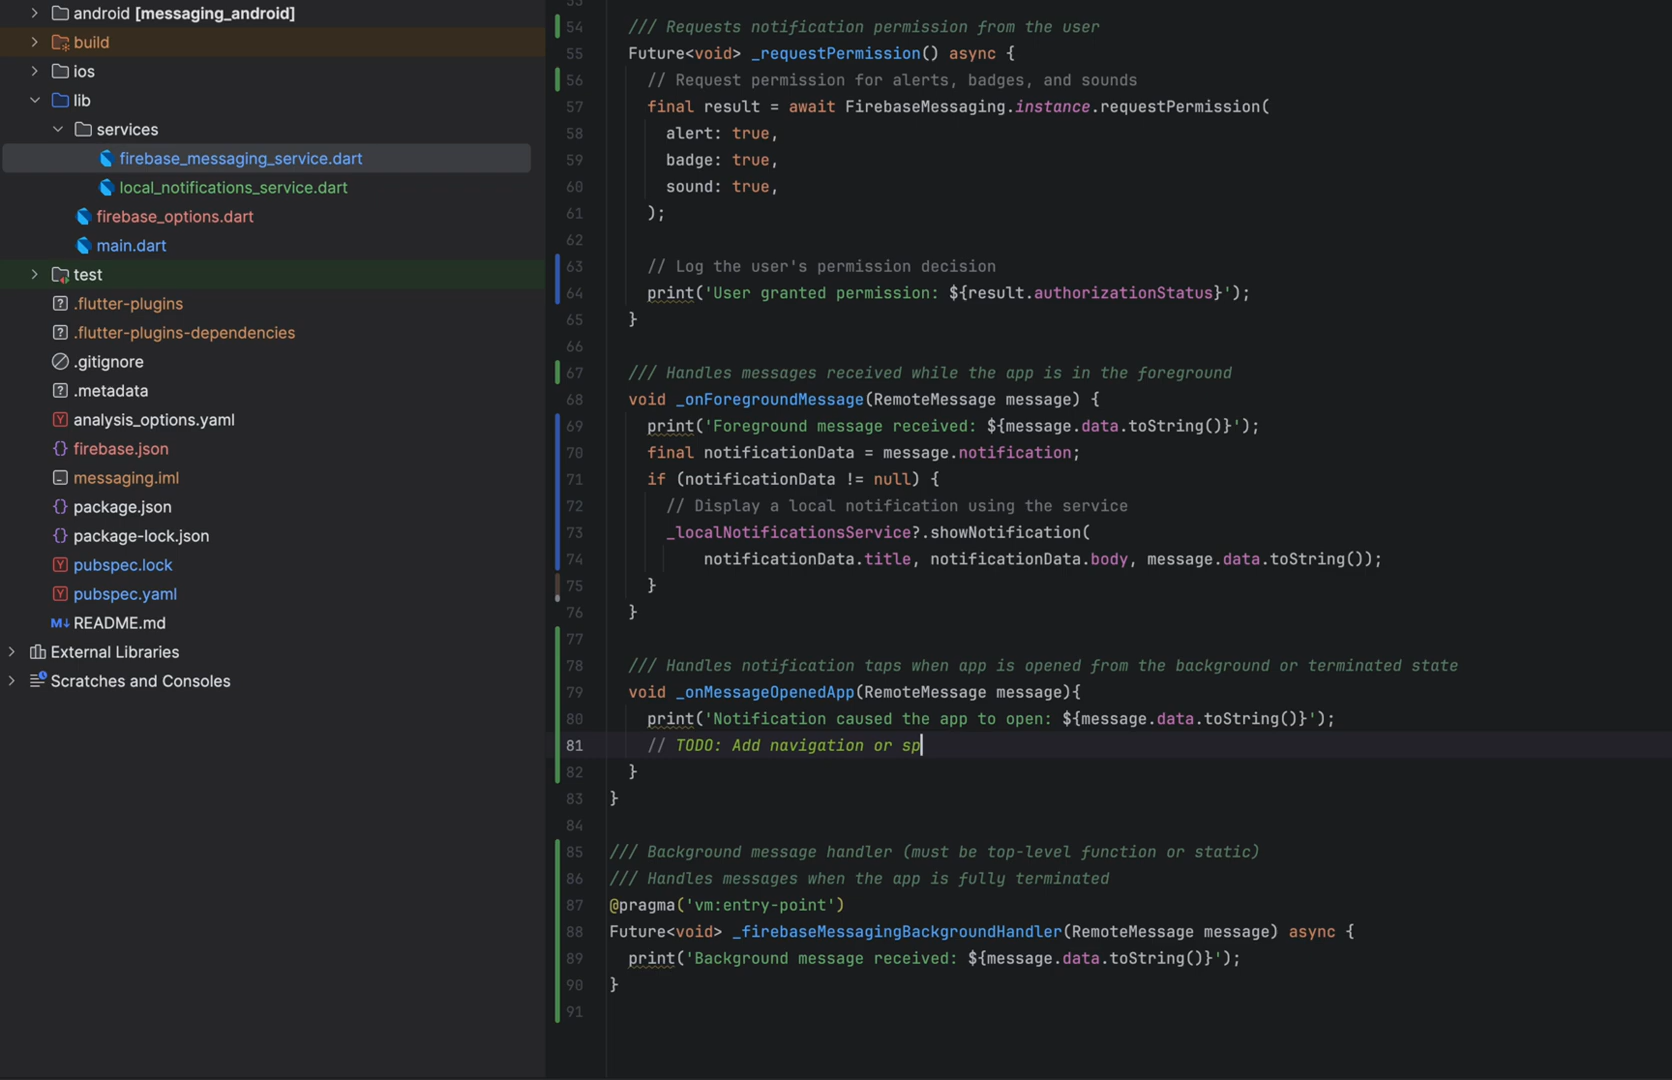 android [messaging_android]
build
ios
lib
services
firebase_messaging_service.dart
local_notifications_service.dart
firebase_options.dart
main.dart
test
.flutter-plugins
.flutter-plugins-dependencies
.gitignore
.metadata
analysis_options.yaml
firebase.json
messaging.iml
package.json
package-lock.json
pubspec.lock
pubspec.yaml
README.md
External Libraries
Scratches and Consoles
53
54 /// Requests notification permission from the user
55 Future<void> _requestPermission() async {
56 // Request permission for alerts, badges, and sounds
57 final result = await FirebaseMessaging.instance.requestPermission(
58 alert: true,
59 badge: true,
60 sound: true,
61 );
62
63 // Log the user's permission decision
64 print('User granted permission: ${result.authorizationStatus}');
65 }
66
67 /// Handles messages received while the app is in the foreground
68 void _onForegroundMessage(RemoteMessage message) {
69 print('Foreground message received: ${message.data.toString()}');
70 final notificationData = message.notification;
71 if (notificationData != null) {
72 // Display a local notification using the service
73 _localNotificationsService?.showNotification(
74 notificationData.title, notificationData.body, message.data.toString());
75 }
76 }
77
78 /// Handles notification taps when app is opened from the background or terminated state
79 void _onMessageOpenedApp(RemoteMessage message){
80 print('Notification caused the app to open: ${message.data.toString()}');
81 // TODO: Add navigation or sp
82 }
83 }
84
85 /// Background message handler (must be top-level function or static)
86 /// Handles messages when the app is fully terminated
87 @pragma('vm:entry-point')
88 Future<void> _firebaseMessagingBackgroundHandler(RemoteMessage message) async {
89 print('Background message received: ${message.data.toString()}');
90 }
91